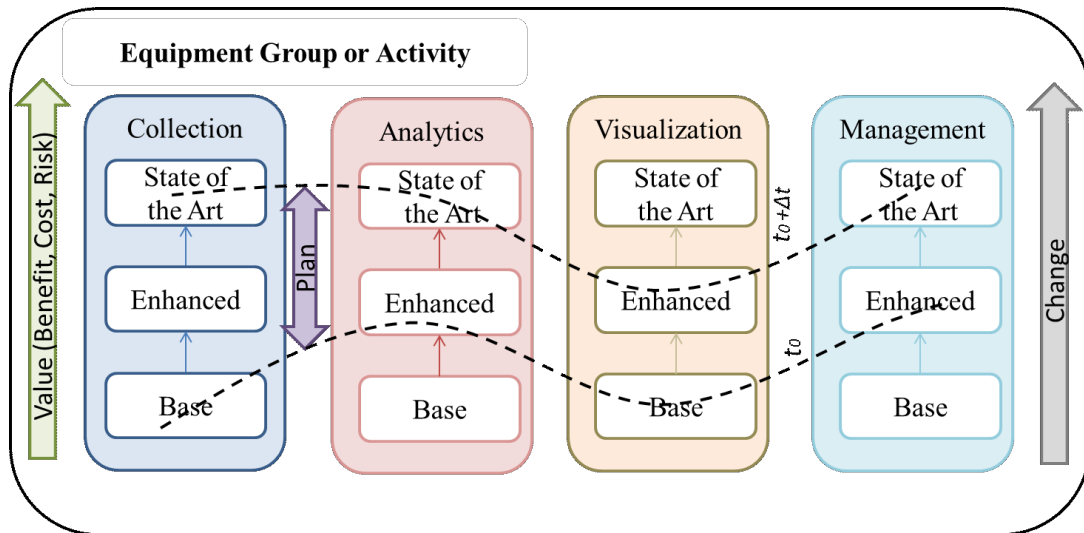 Equipment Group or Activity
Value (Benefit, Cost, Risk)
Collection
State of
the Art
Enhanced
Base
Plan
Analytics
State of
the Art
Enhanced
Base
Visualization
State of
the Art
Enhanced
Base
t₀+Δt
t₀
Management
State of
the Art
Enhanced
Base
Change